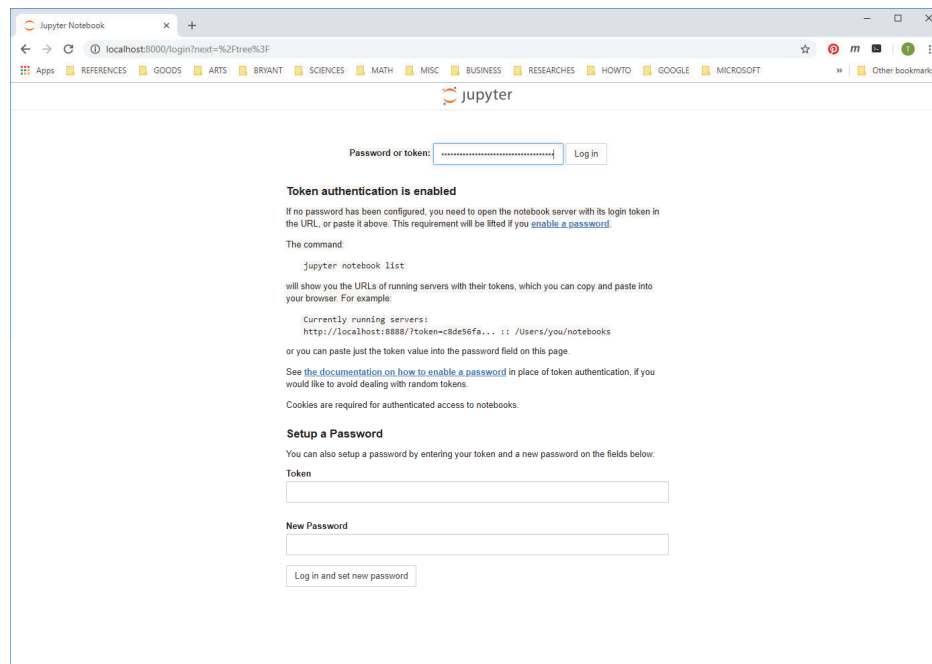 Jupyter Notebook
localhost:8000/login?next=%2Ftree%3F
m
T
Apps REFERENCES GOODS ARTS BRYANT SCIENCES MATH MISC BUSINESS RESEARCHES HOWTO GOOGLE MICROSOFT » Other bookmarks
jupyter
Password or token: Log in
Token authentication is enabled
If no password has been configured, you need to open the notebook server with its login token in
the URL, or paste it above. This requirement will be lifted if you enable a password.
The command:
jupyter notebook list
will show you the URLs of running servers with their tokens, which you can copy and paste into
your browser. For example:
Currently running servers:
http://localhost:8888/?token=c8de56fa... :: /Users/you/notebooks
or you can paste just the token value into the password field on this page.
See the documentation on how to enable a password in place of token authentication, if you
would like to avoid dealing with random tokens.
Cookies are required for authenticated access to notebooks.
Setup a Password
You can also setup a password by entering your token and a new password on the fields below:
Token
New Password
Log in and set new password